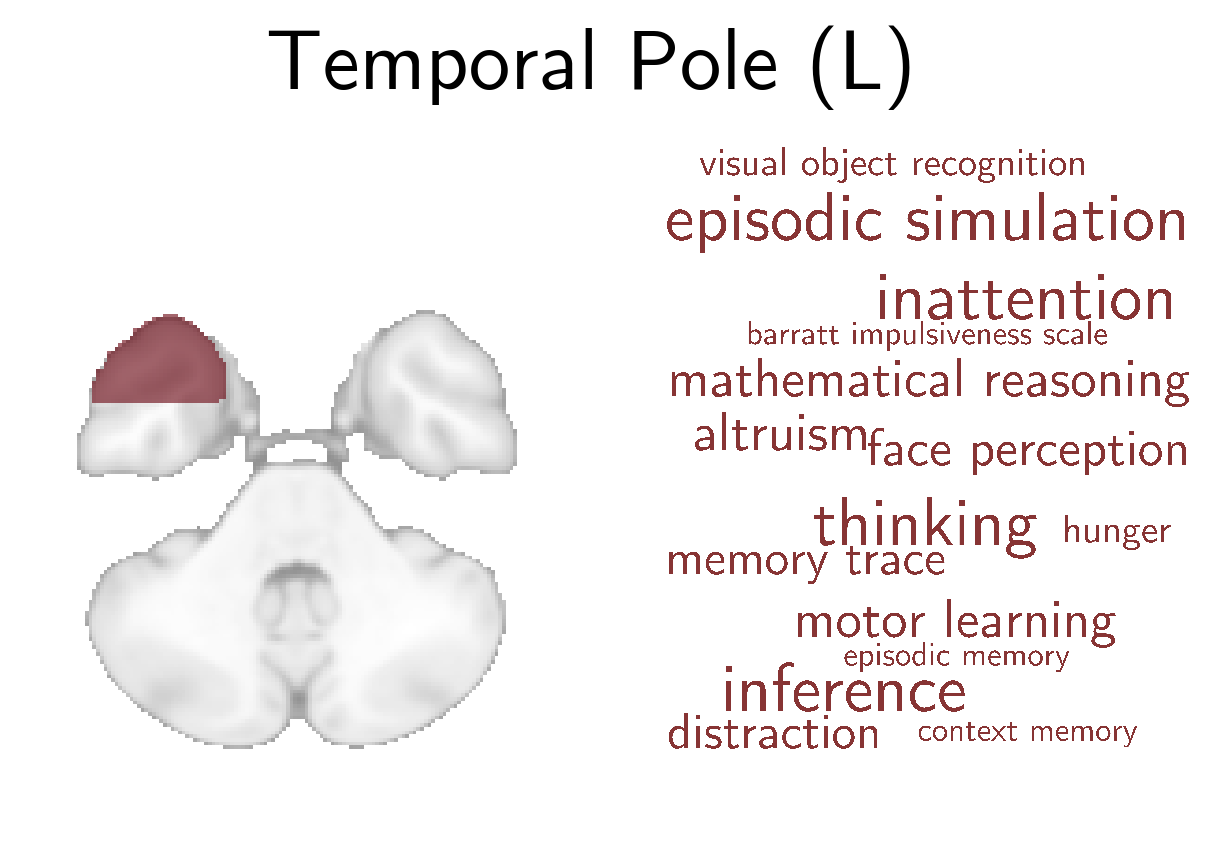 Temporal Pole (L)
visual object recognition
episodic simulation
inattention
barratt impulsiveness scale
mathematical reasoning
altruism
face perception
thinking
hunger
memory trace
motor learning
episodic memory
inference
distraction
context memory